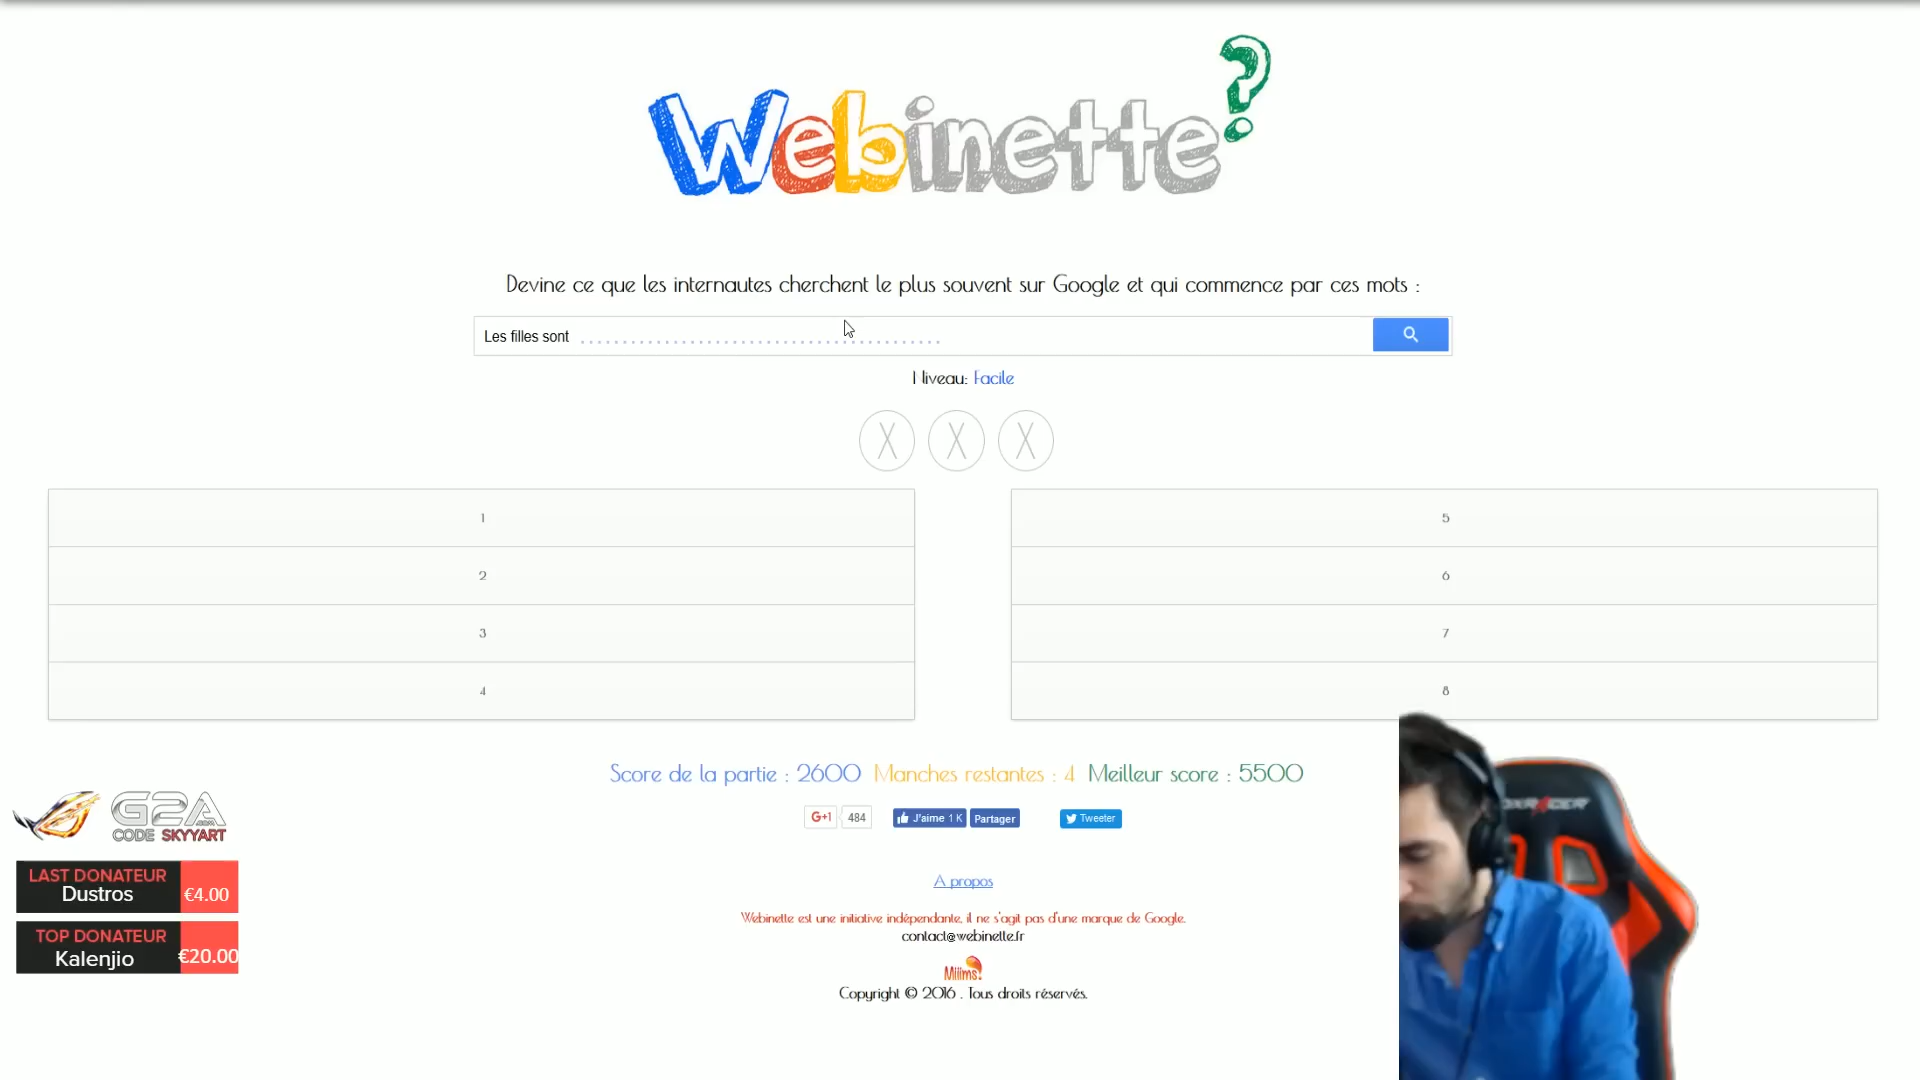 Webinette?
Devine ce que les internautes cherchent le plus souvent sur Google et qui commence par ces mots :
Les filles sont ...........................................
Niveau: Facile
X X X
1
2
3
4
5
6
7
8
Score de la partie : 2600 Manches restantes : 4 Meilleur score : 5500
G+1 484 J'aime 1 K Partager Tweeter
A propos
Webinette est une initiative indépendante, il ne s'agit pas d'une marque de Google.
contact@webinette.fr
Miiims!
Copyright © 2016 . Tous droits réservés.
G2A.COM
CODE SKYYART
LAST DONATEUR
Dustros €4.00
TOP DONATEUR
Kalenjio €20.00